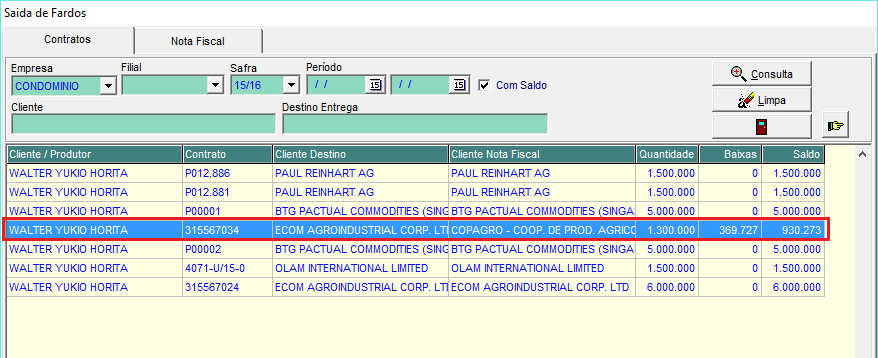 Saida de Fardos
Contratos Nota Fiscal
Empresa Filial Safra Período
CONDOMINIO 15/16 / / 15 / / 15 Com Saldo Consulta
Limpa
Cliente Destino Entrega
Cliente / Produtor Contrato Cliente Destino Cliente Nota Fiscal Quantidade Baixas Saldo
WALTER YUKIO HORITA P012.886 PAUL REINHART AG PAUL REINHART AG 1.500.000 0 1.500.000
WALTER YUKIO HORITA P012.881 PAUL REINHART AG PAUL REINHART AG 1.500.000 0 1.500.000
WALTER YUKIO HORITA P00001 BTG PACTUAL COMMODITIES (SINGA BTG PACTUAL COMMODITIES (SINGA 5.000.000 0 5.000.000
WALTER YUKIO HORITA 315567034 ECOM AGROINDUSTRIAL CORP. LTD COPAGRO - COOP. DE PROD. AGRICO 1.300.000 369.727 930.273
WALTER YUKIO HORITA P00002 BTG PACTUAL COMMODITIES (SINGA BTG PACTUAL COMMODITIES (SINGA 5.000.000 0 5.000.000
WALTER YUKIO HORITA 4071-U/15-0 OLAM INTERNATIONAL LIMITED OLAM INTERNATIONAL LIMITED 1.500.000 0 1.500.000
WALTER YUKIO HORITA 315567024 ECOM AGROINDUSTRIAL CORP. LTD ECOM AGROINDUSTRIAL CORP. LTD 6.000.000 0 6.000.000